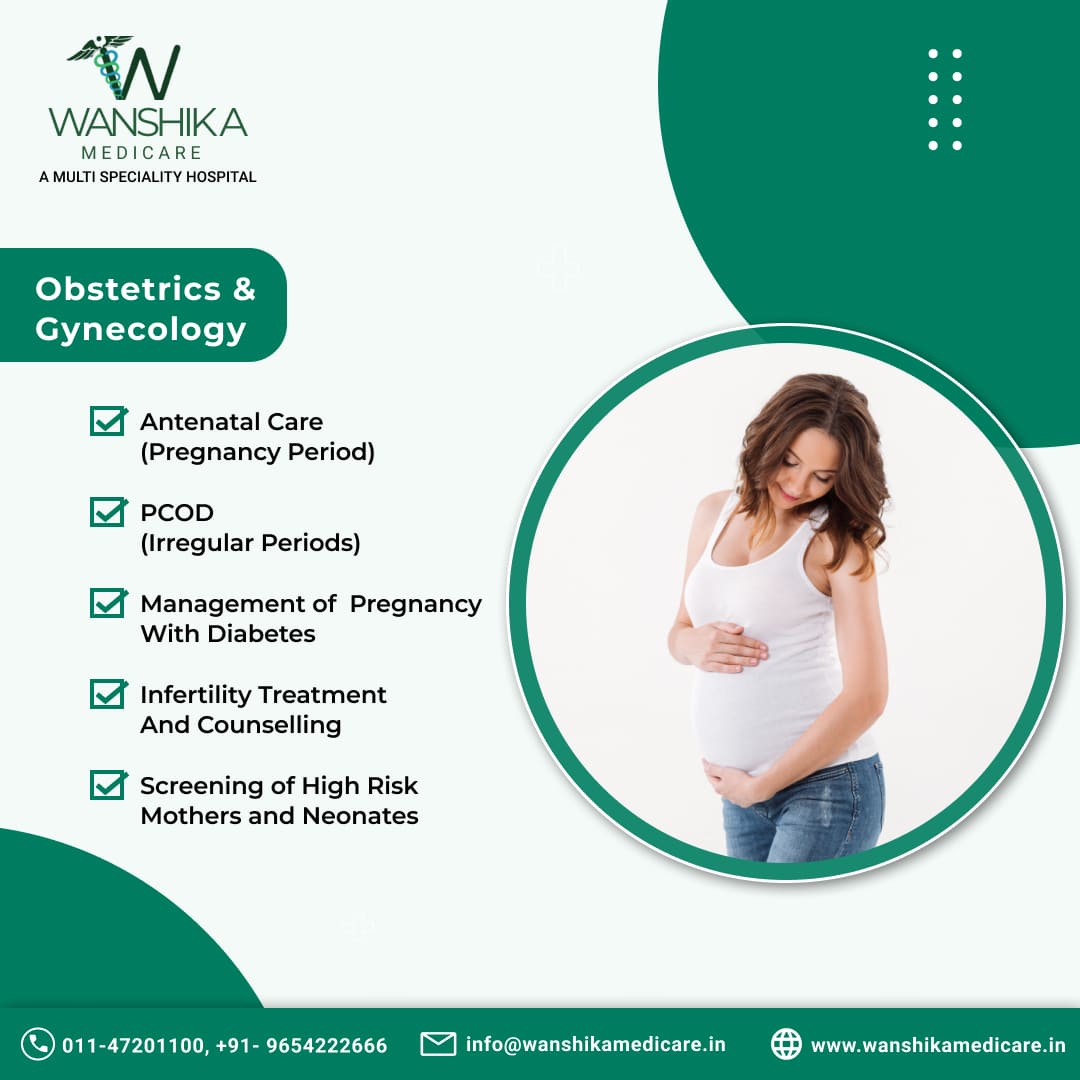 WANSHIKA
MEDICARE
A MULTI SPECIALITY HOSPITAL
Obstetrics &
Gynecology
Antenatal Care
(Pregnancy Period)
PCOD
(Irregular Periods)
Management of  Pregnancy
With Diabetes
Infertility Treatment
And Counselling
Screening of High Risk
Mothers and Neonates
011-47201100, +91- 9654222666
info@wanshikamedicare.in
www.wanshikamedicare.in